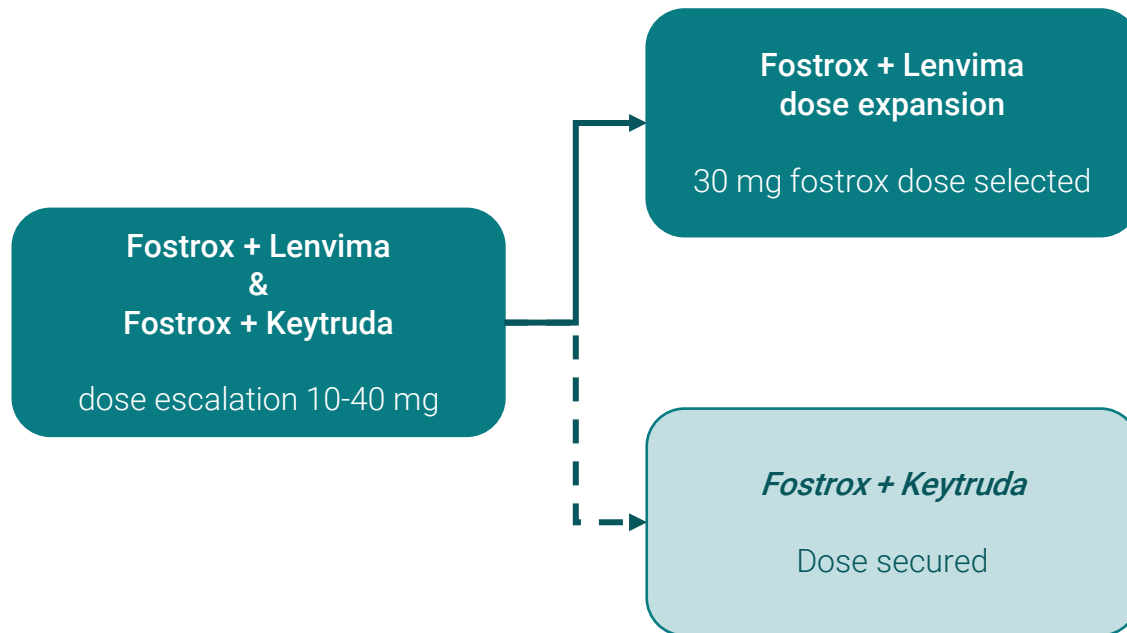 Fostrox + Lenvima
&
Fostrox + Keytruda
dose escalation 10-40 mg
Fostrox + Lenvima
dose expansion
30 mg fostrox dose selected
Fostrox + Keytruda
Dose secured